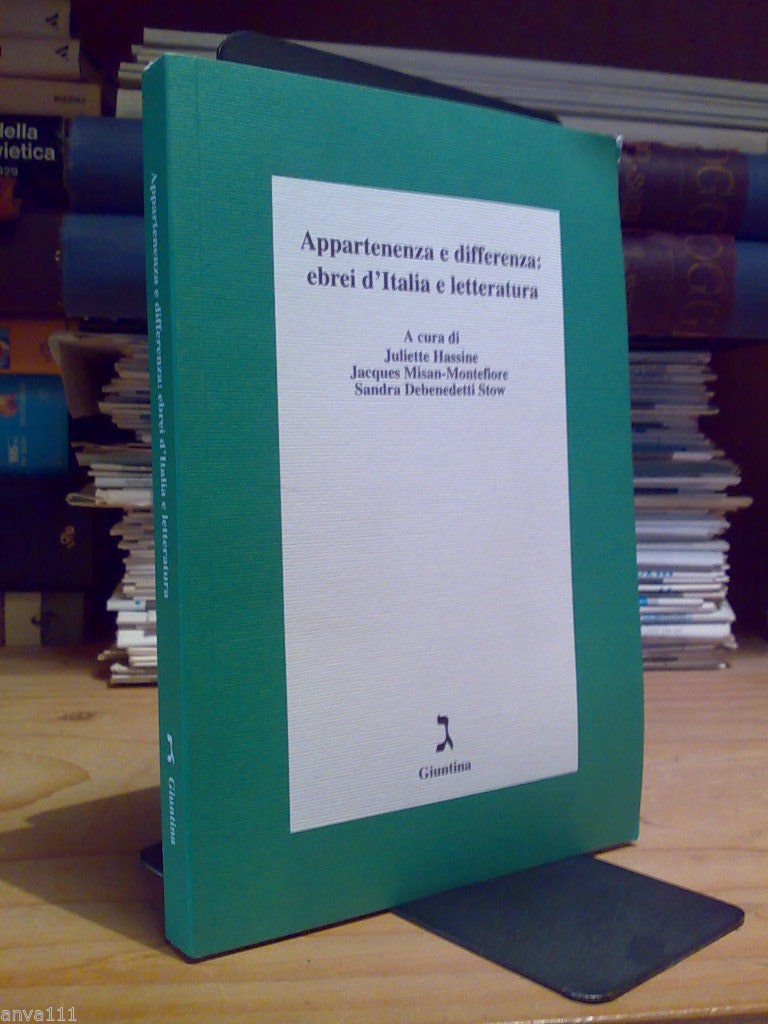 Appartenenza e differenza:
ebrei d'Italia e letteratura
A cura di
Juliette Hassine
Jacques Misan-Montefiore
Sandra Debenedetti Stow
ג
Giuntina
Appartenenza e differenza: ebrei d'Italia e letteratura
ג Giuntina
della
vietica
anva111